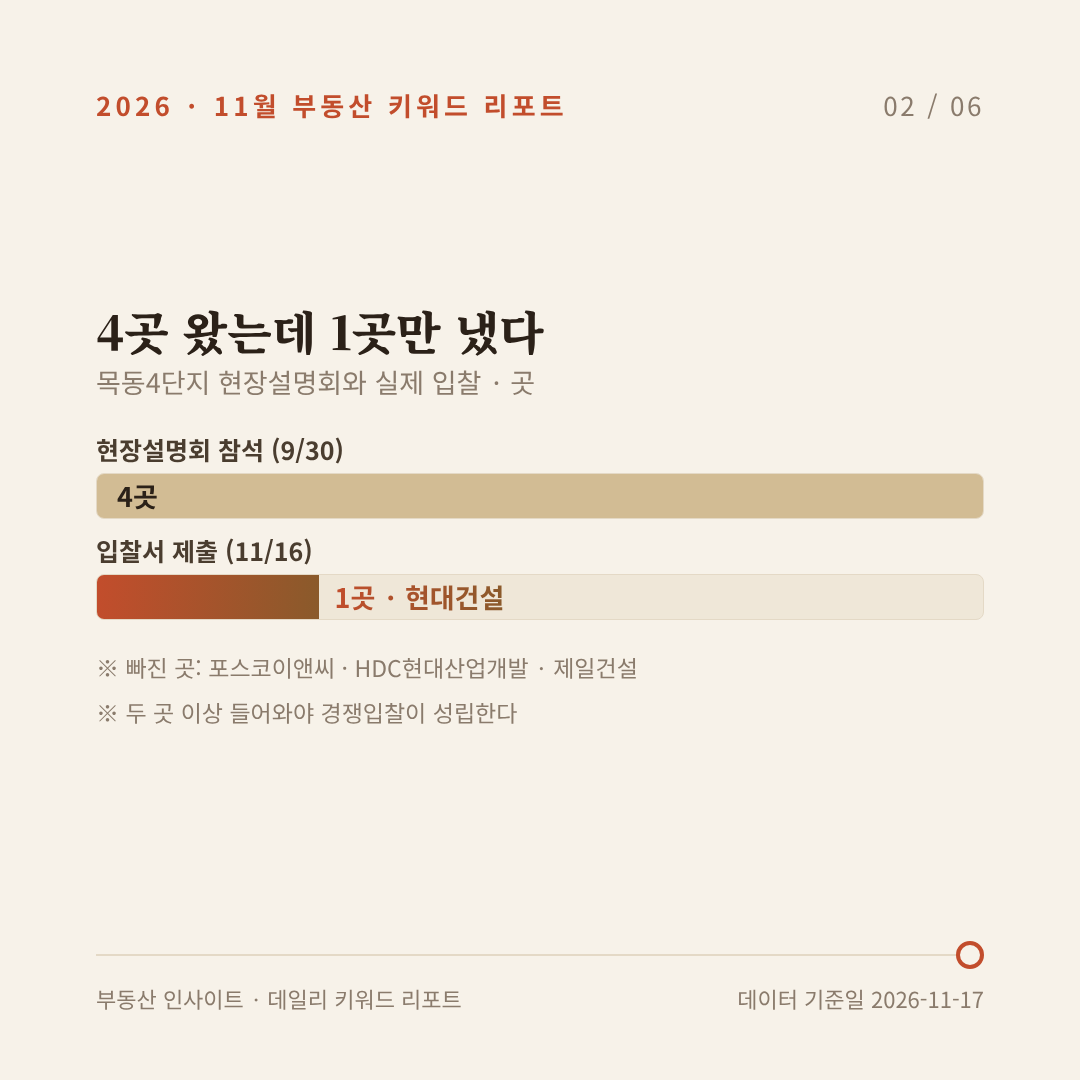 2026 · 11월 부동산 키워드 리포트
02 / 06
4곳 왔는데 1곳만 냈다
목동4단지 현장설명회와 실제 입찰 · 곳
현장설명회 참석 (9/30)
4곳
입찰서 제출 (11/16)
1곳 · 현대건설
※ 빠진 곳: 포스코이앤씨 · HDC현대산업개발 · 제일건설
※ 두 곳 이상 들어와야 경쟁입찰이 성립한다
부동산 인사이트 · 데일리 키워드 리포트
데이터 기준일 2026-11-17